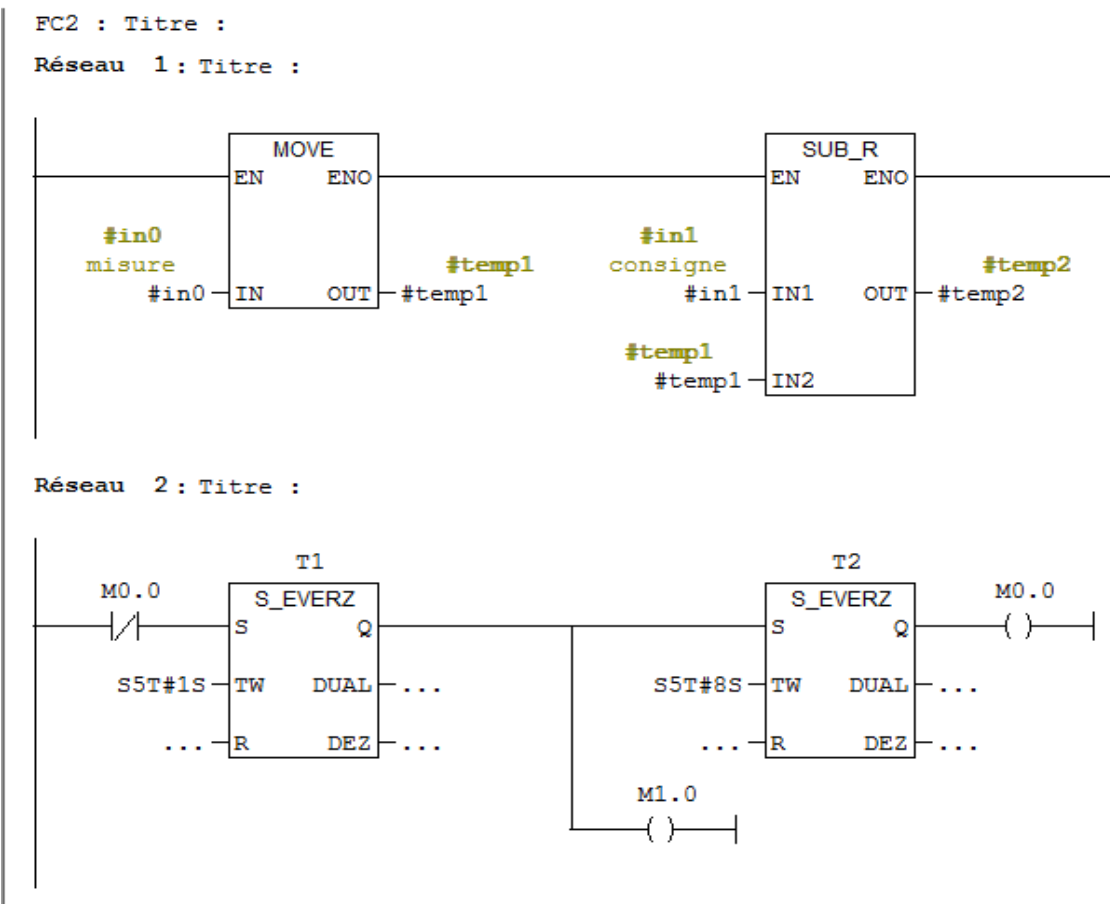 FC2 : Titre :
Réseau 1 : Titre :
MOVE SUB_R
EN ENO EN ENO
#in0 #in1
misure #temp1 consigne #temp2
#in0 IN OUT #temp1 #in1 IN1 OUT #temp2
#temp1
#temp1 IN2
Réseau 2 : Titre :
T1 T2
M0.0 S_EVERZ S_EVERZ M0.0
S Q S Q
S5T#1S TW DUAL ... S5T#8S TW DUAL ...
... R DEZ ... ... R DEZ ...
M1.0